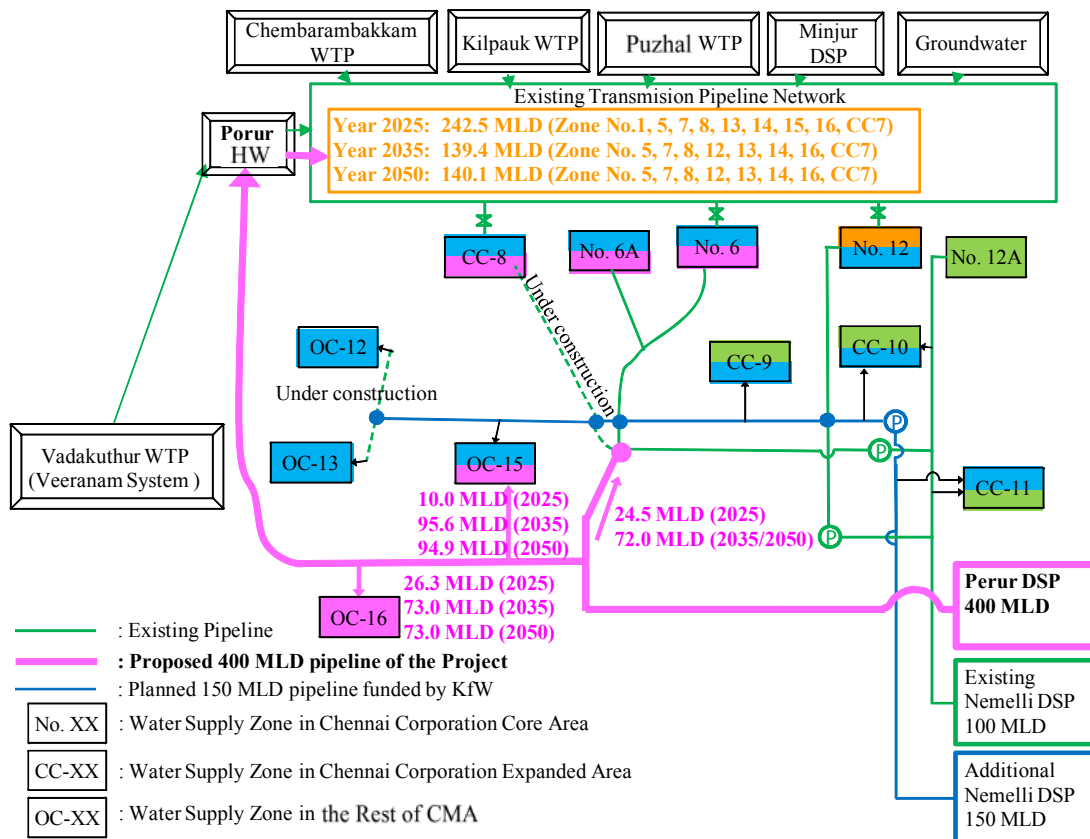 Chembarambakkam
WTP
Kilpauk WTP
Puzhal WTP
Minjur
DSP
Groundwater
Existing Transmision Pipeline Network
Porur
HW
Year 2025: 242.5 MLD (Zone No.1, 5, 7, 8, 13, 14, 15, 16, CC7)
Year 2035: 139.4 MLD (Zone No. 5, 7, 8, 12, 13, 14, 16, CC7)
Year 2050: 140.1 MLD (Zone No. 5, 7, 8, 12, 13, 14, 16, CC7)
CC-8
No. 6A
No. 6
No. 12
No. 12A
Under construction
OC-12
CC-9
CC-10
Under construction
P
Vadakuthur WTP
(Veeranam System )
OC-13
OC-15
P
CC-11
10.0 MLD (2025)
95.6 MLD (2035)
94.9 MLD (2050)
24.5 MLD (2025)
72.0 MLD (2035/2050)
P
26.3 MLD (2025)
73.0 MLD (2035)
73.0 MLD (2050)
OC-16
Perur DSP
400 MLD
: Existing Pipeline
: Proposed 400 MLD pipeline of the Project
: Planned 150 MLD pipeline funded by KfW
Existing
Nemelli DSP
100 MLD
No. XX : Water Supply Zone in Chennai Corporation Core Area
CC-XX : Water Supply Zone in Chennai Corporation Expanded Area
OC-XX : Water Supply Zone in the Rest of CMA
Additional
Nemelli DSP
150 MLD